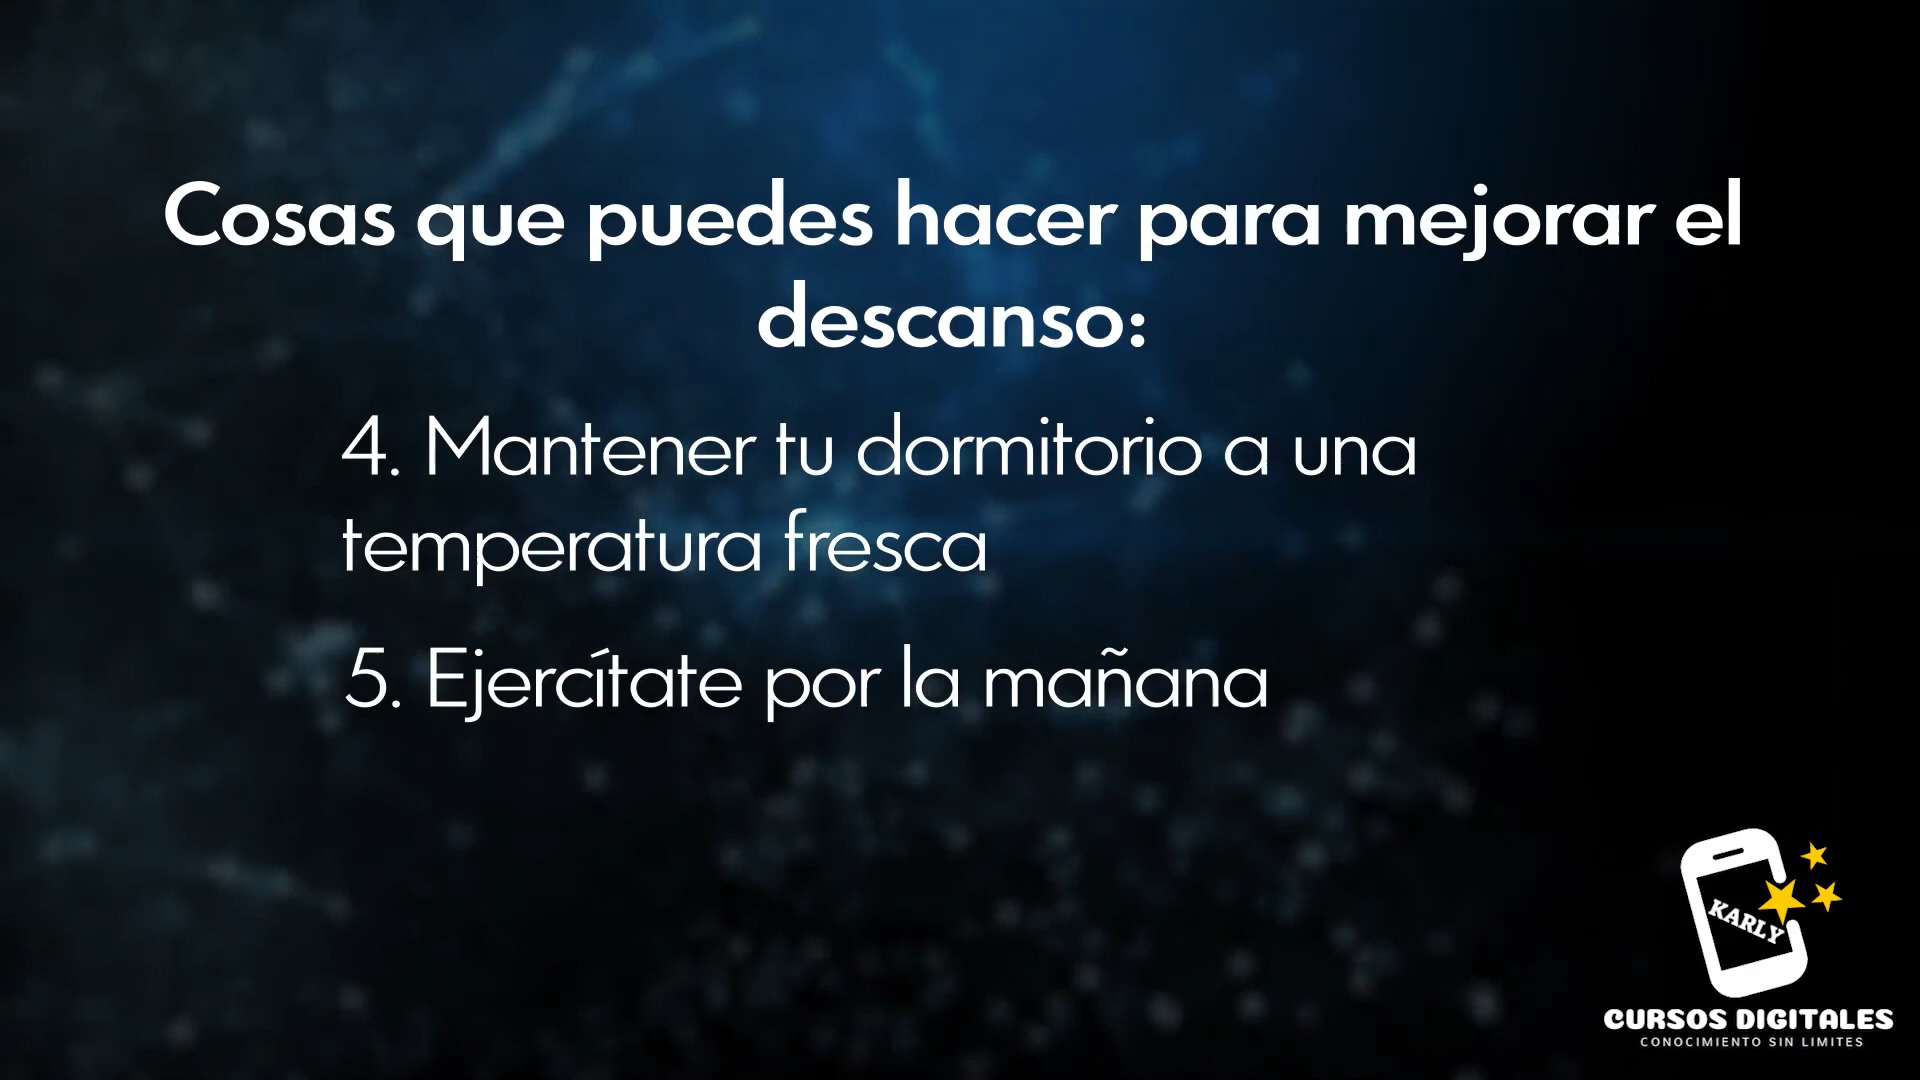 Cosas que puedes hacer para mejorar el
descanso:
4. Mantener tu dormitorio a una
temperatura fresca
5. Ejercítate por la mañana
KARLY
CURSOS DIGITALES
CONOCIMIENTO SIN LIMITES